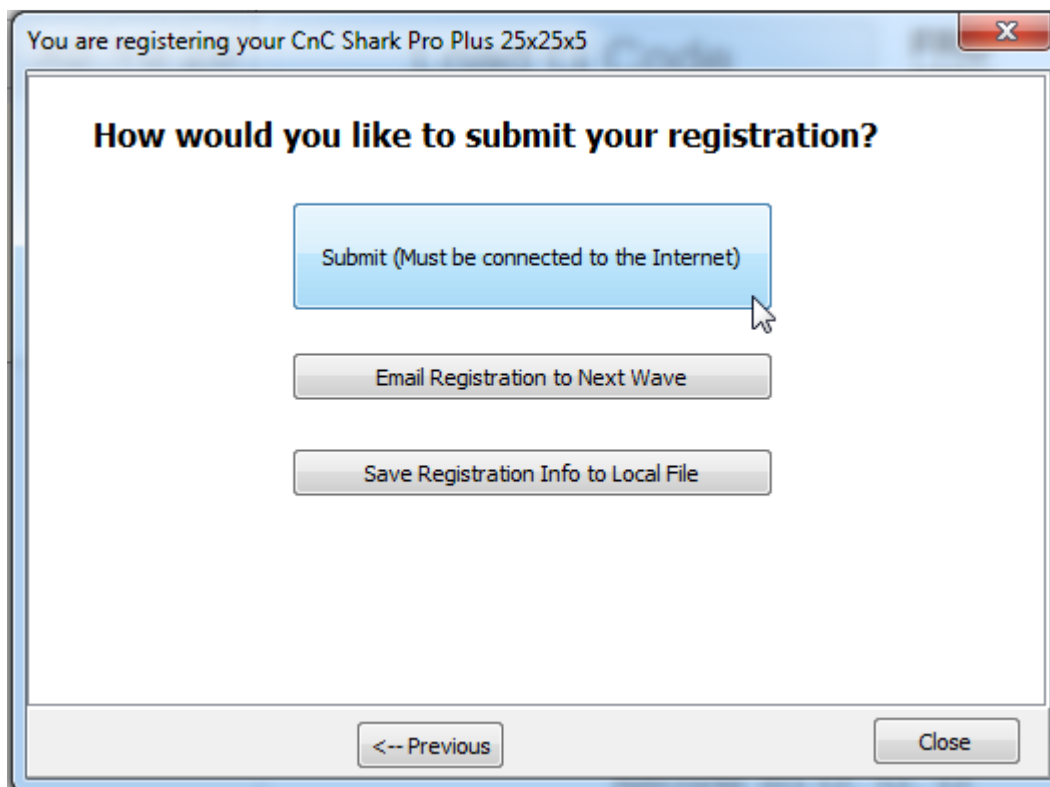 You are registering your CnC Shark Pro Plus 25x25x5
How would you like to submit your registration?
Submit (Must be connected to the Internet)
Email Registration to Next Wave
Save Registration Info to Local File
<-- Previous
Close